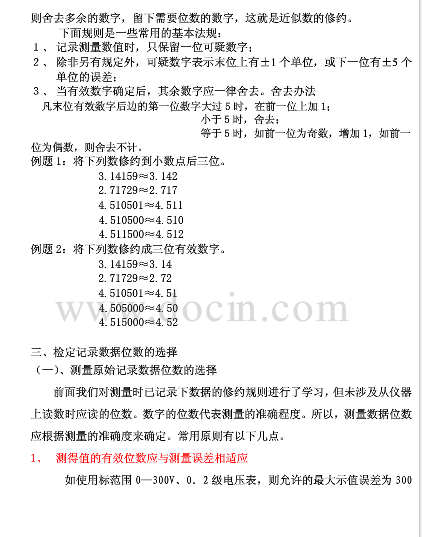 则舍去多余的数字，留下需要位数的数字，这就是近似数的修约。
下面规则是一些常用的基本法规：
1、 记录测量数值时，只保留一位可疑数字；
2、 除非另有规定外，可疑数字表示末位上有±1个单位，或下一位有±5个
单位的误差；
3、 当有效数字确定后，其余数字应一律舍去。舍去办法
凡末位有效数字后边的第一位数字大过5时，在前一位上加1；
小于5时，舍去；
等于5时，如前一位为奇数，增加1，如前一
位为偶数，则舍去不计。
例题1：将下列数修约到小数点后三位。
3.14159≈3.142
2.71729≈2.717
4.510501≈4.511
4.510500≈4.510
4.511500≈4.512
例题2：将下列数修约成三位有效数字。
3.14159≈3.14
2.71729≈2.72
4.510501≈4.51
4.505000≈4.50
4.515000≈4.52
www.docin.com
三、检定记录数据位数的选择
（一）、测量原始记录数据位数的选择
前面我们对测量时已记录下数据的修约规则进行了学习，但未涉及从仪器
上读数时应读的位数。数字的位数代表测量的准确程度。所以，测量数据位数
应根据测量的准确度来确定。常用原则有以下几点。
1、 测得值的有效位数应与测量误差相适应
如使用标范围0—300V、0．2级电压表，则允许的最大示值误差为300